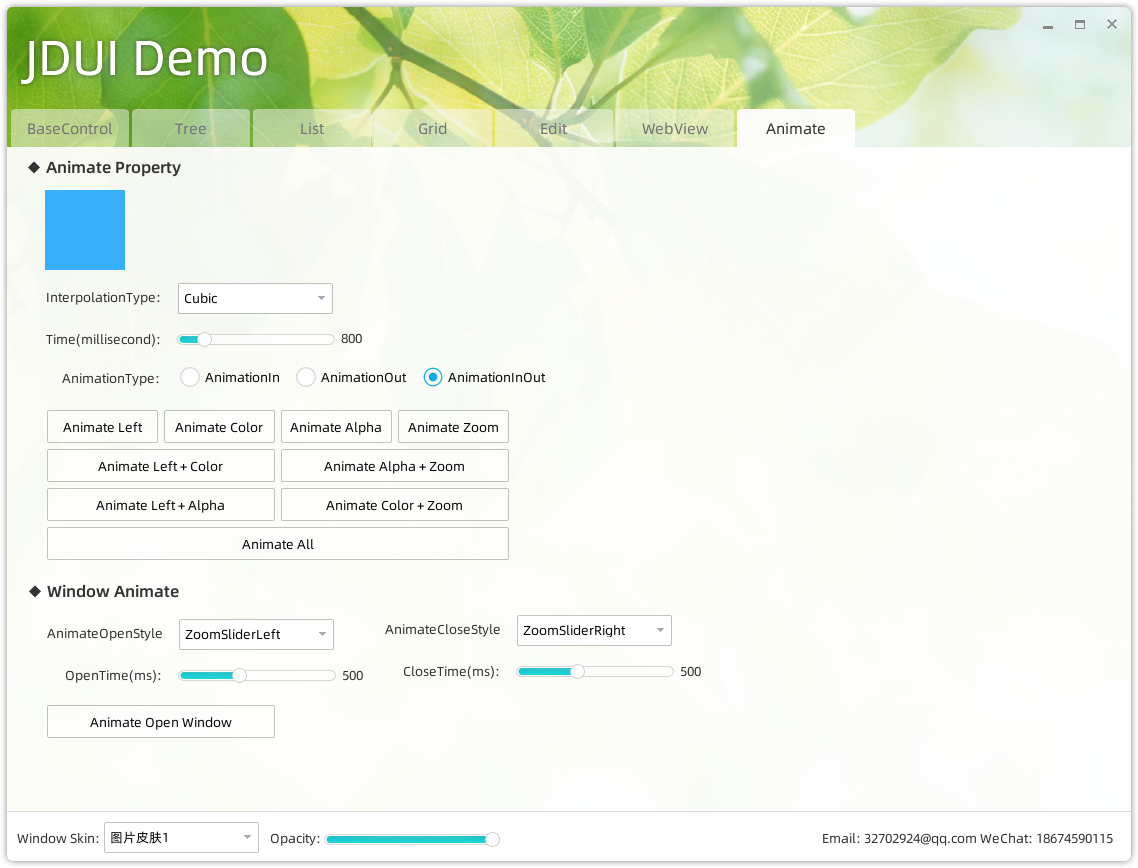 JDUI Demo
BaseControl Tree List Grid Edit WebView Animate
◆ Animate Property
InterpolationType: Cubic
Time(millisecond): 800
AnimationType: AnimationIn AnimationOut AnimationInOut
Animate Left Animate Color Animate Alpha Animate Zoom
Animate Left + Color Animate Alpha + Zoom
Animate Left + Alpha Animate Color + Zoom
Animate All
◆ Window Animate
AnimateOpenStyle ZoomSliderLeft AnimateCloseStyle ZoomSliderRight
OpenTime(ms): 500 CloseTime(ms): 500
Animate Open Window
Window Skin: 图片皮肤1 Opacity: Email: 32702924@qq.com WeChat: 18674590115